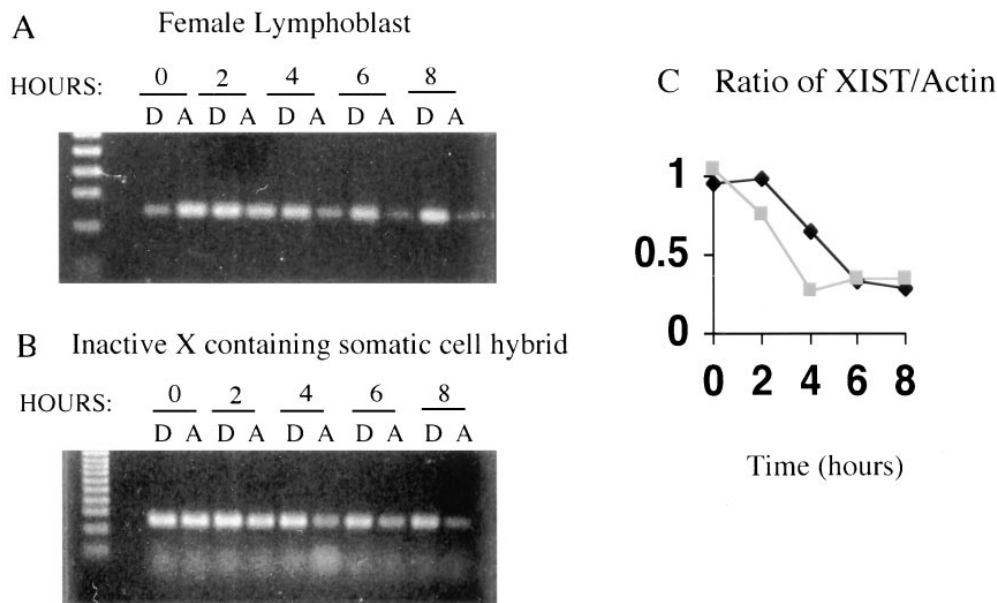 A Female Lymphoblast
HOURS: 0 2 4 6 8
D A D A D A D A D A
B Inactive X containing somatic cell hybrid
HOURS: 0 2 4 6 8
D A D A D A D A D A
C Ratio of XIST/Actin
1
0.5
0
0 2 4 6 8
Time (hours)